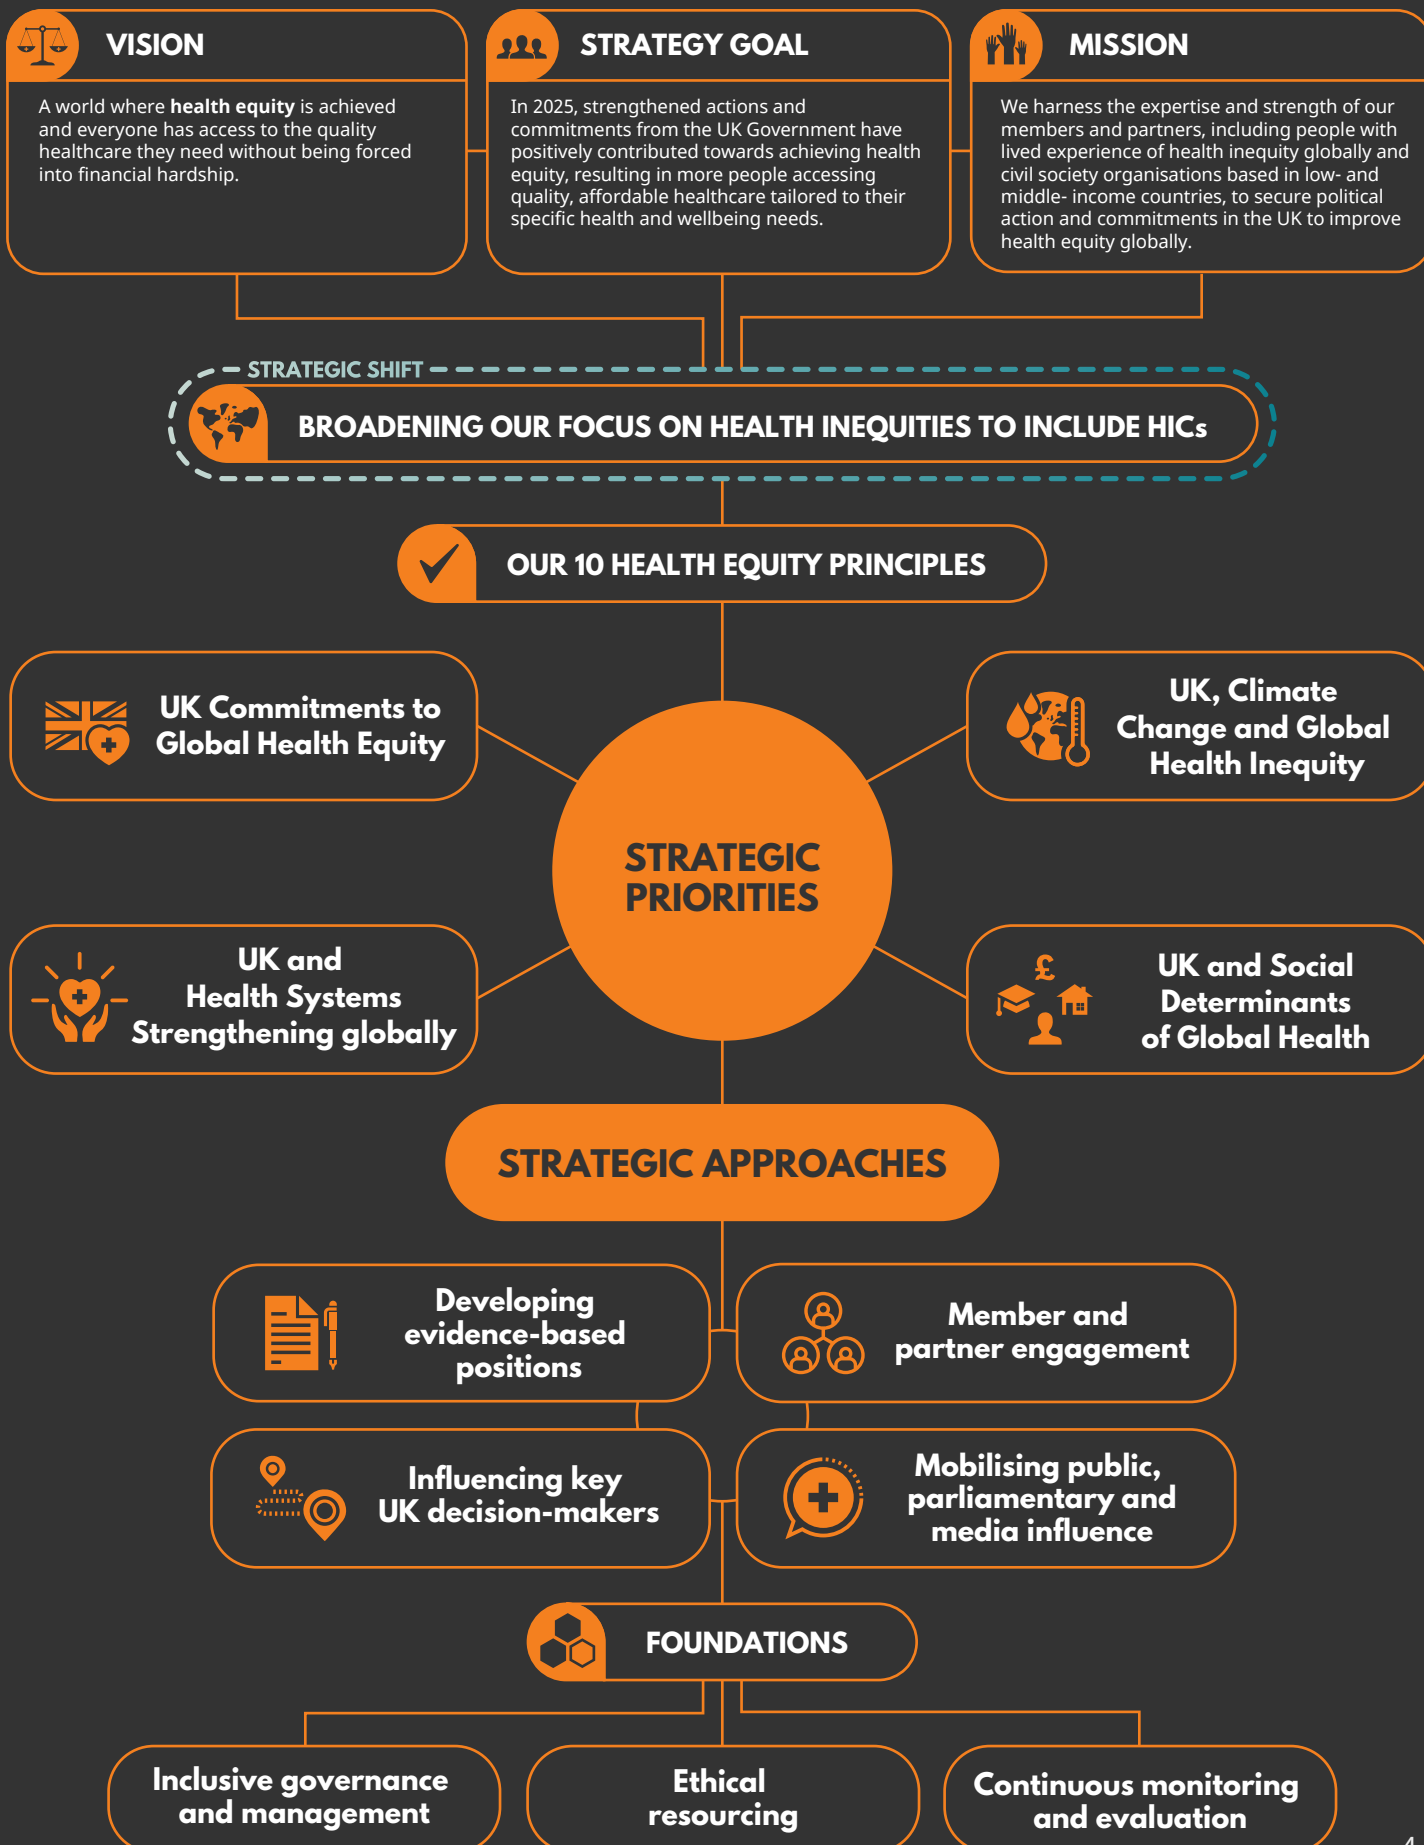 VISION
A world where health equity is achieved
and everyone has access to the quality
healthcare they need without being forced
into financial hardship.
STRATEGY GOAL
In 2025, strengthened actions and
commitments from the UK Government have
positively contributed towards achieving health
equity, resulting in more people accessing
quality, affordable healthcare tailored to their
specific health and wellbeing needs.
MISSION
We harness the expertise and strength of our
members and partners, including people with
lived experience of health inequity globally and
civil society organisations based in low- and
middle- income countries, to secure political
action and commitments in the UK to improve
health equity globally.
STRATEGIC SHIFT
BROADENING OUR FOCUS ON HEALTH INEQUITIES TO INCLUDE HICs
OUR 10 HEALTH EQUITY PRINCIPLES
UK Commitments to
Global Health Equity
UK, Climate
Change and Global
Health Inequity
STRATEGIC
PRIORITIES
UK and
Health Systems
Strengthening globally
£
UK and Social
Determinants
of Global Health
STRATEGIC APPROACHES
Developing
evidence-based
positions
Member and
partner engagement
Influencing key
UK decision-makers
Mobilising public,
parliamentary and
media influence
FOUNDATIONS
Inclusive governance
and management
Ethical
resourcing
Continuous monitoring
and evaluation